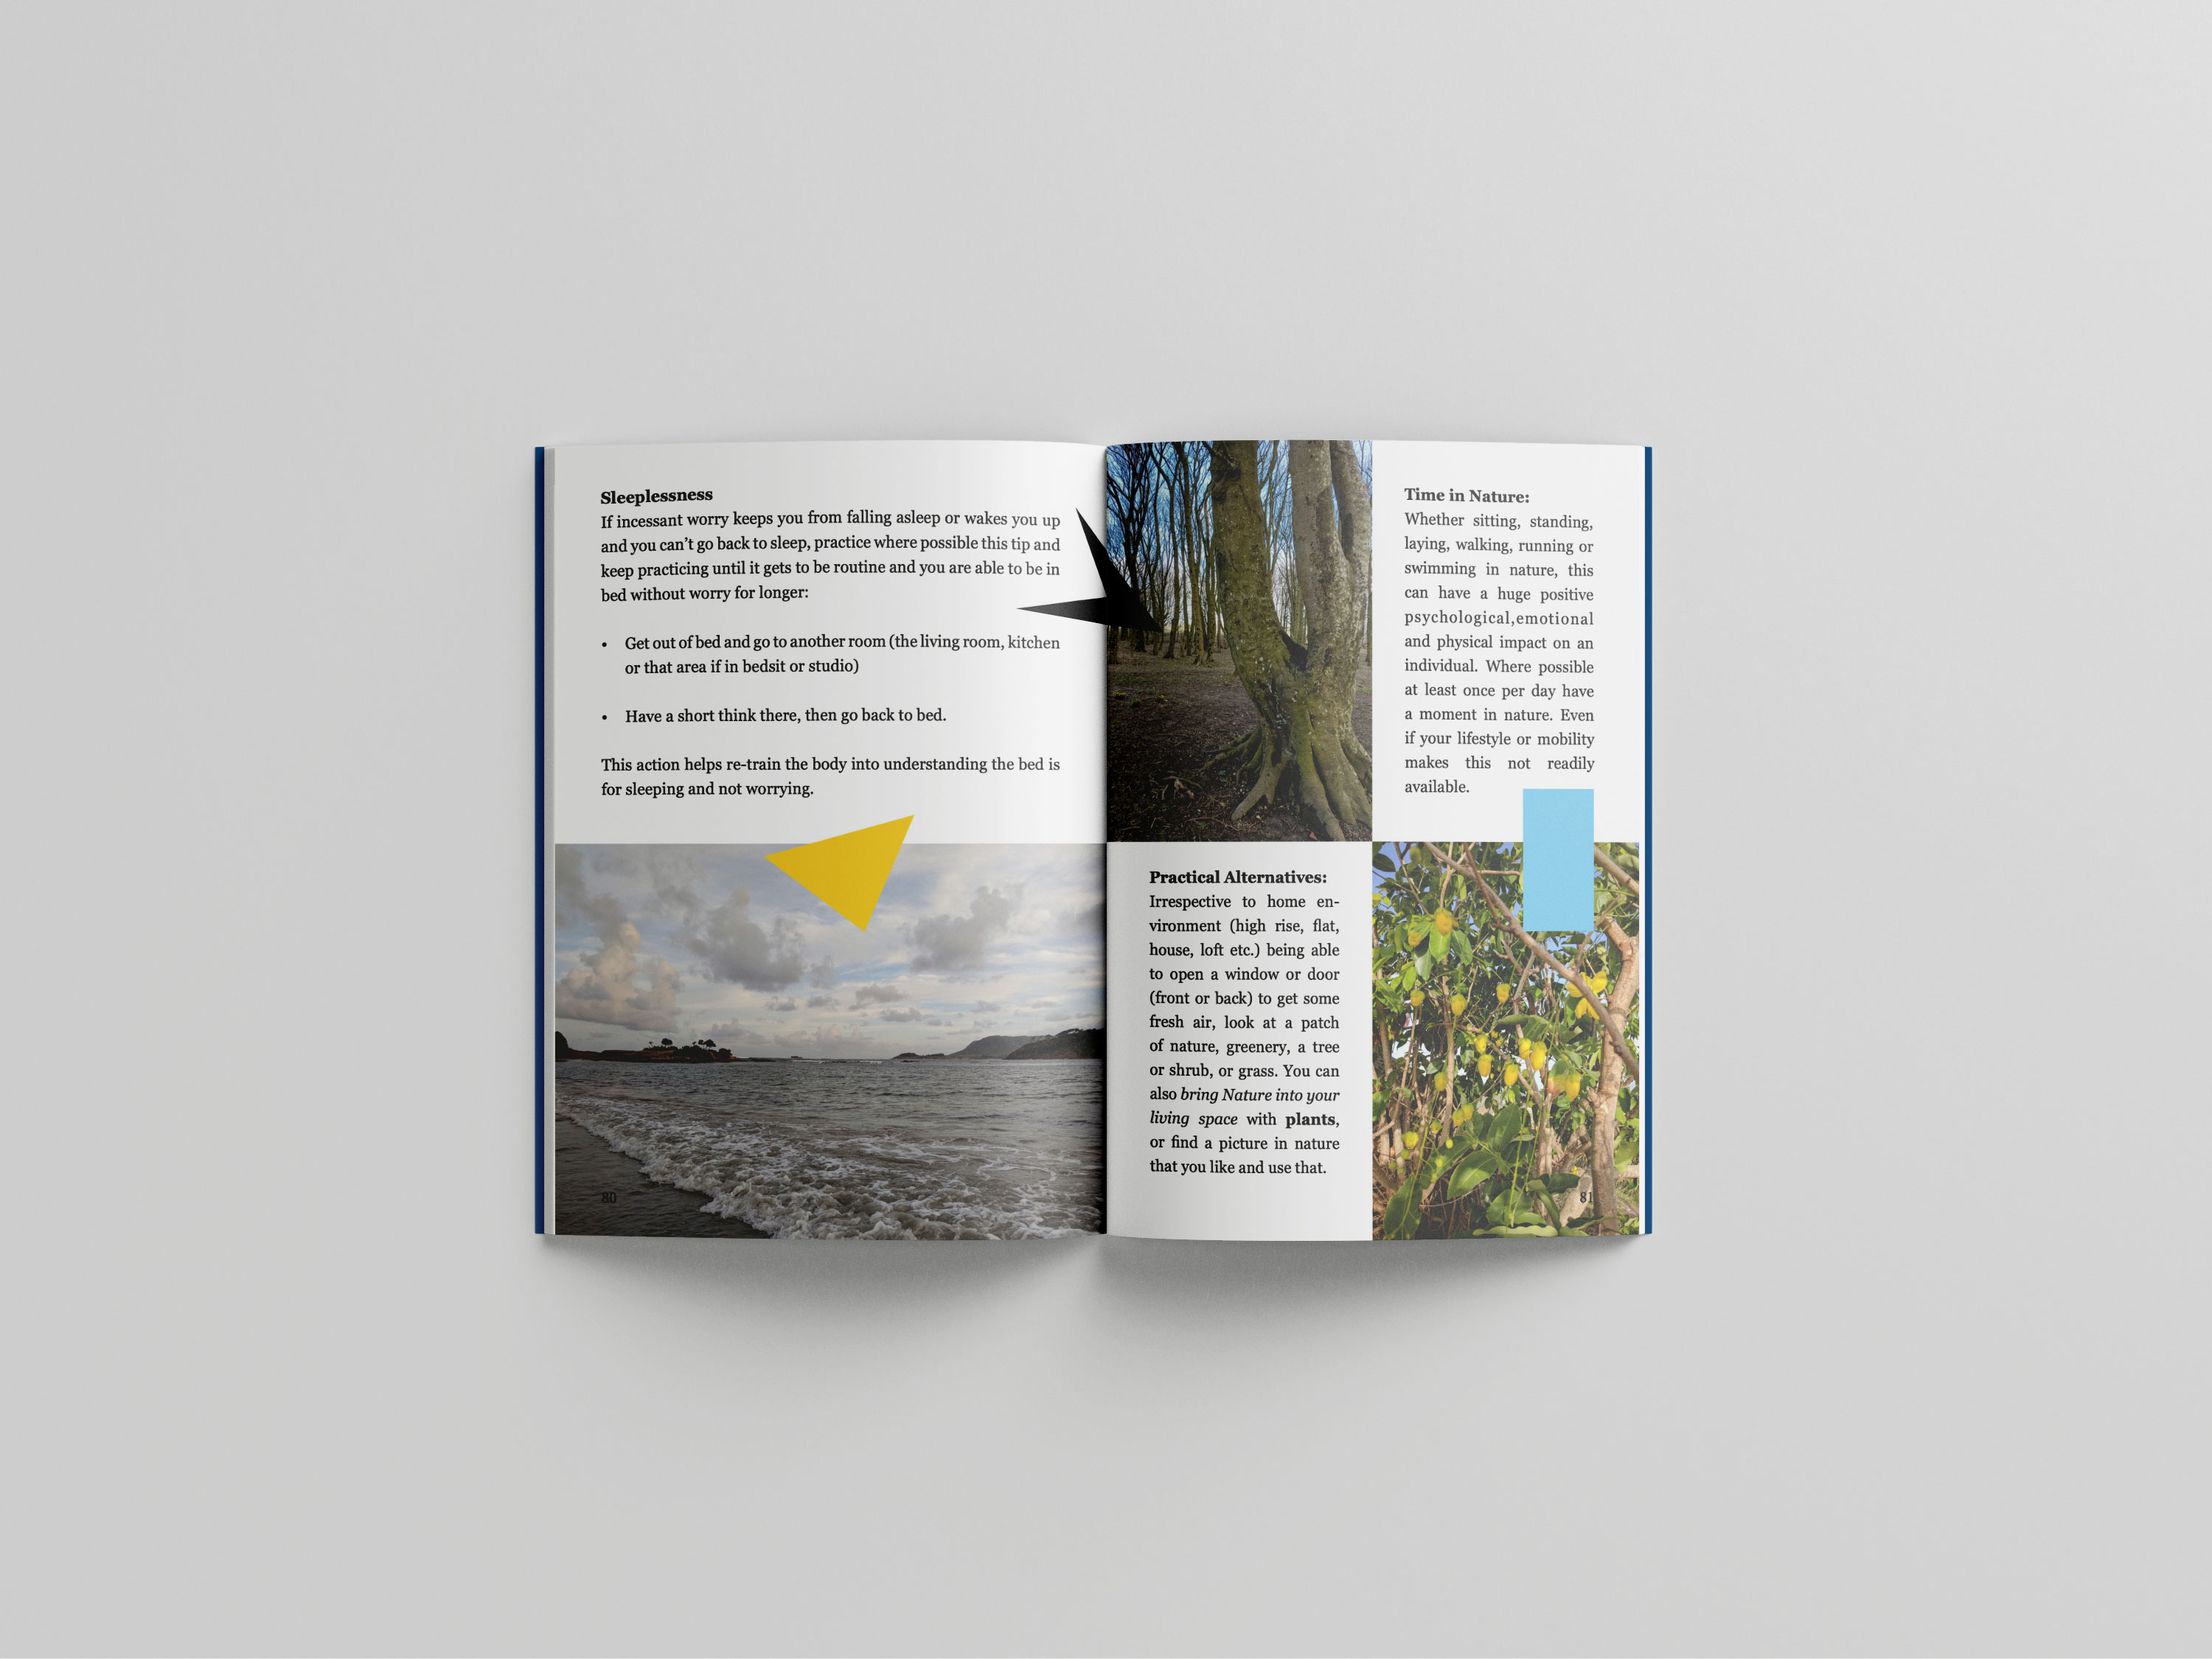 Sleeplessness
If incessant worry keeps you from falling asleep or wakes you up
and you can’t go back to sleep, practice where possible this tip and
keep practicing until it gets to be routine and you are able to be in
bed without worry for longer:
• Get out of bed and go to another room (the living room, kitchen
or that area if in bedsit or studio)
• Have a short think there, then go back to bed.
This action helps re-train the body into understanding the bed is
for sleeping and not worrying.
80
Time in Nature:
Whether sitting, standing,
laying, walking, running or
swimming in nature, this
can have a huge positive
psychological,emotional
and physical impact on an
individual. Where possible
at least once per day have
a moment in nature. Even
if your lifestyle or mobility
makes this not readily
available.
Practical Alternatives:
Irrespective to home en-
vironment (high rise, flat,
house, loft etc.) being able
to open a window or door
(front or back) to get some
fresh air, look at a patch
of nature, greenery, a tree
or shrub, or grass. You can
also bring Nature into your
living space with plants,
or find a picture in nature
that you like and use that.
81